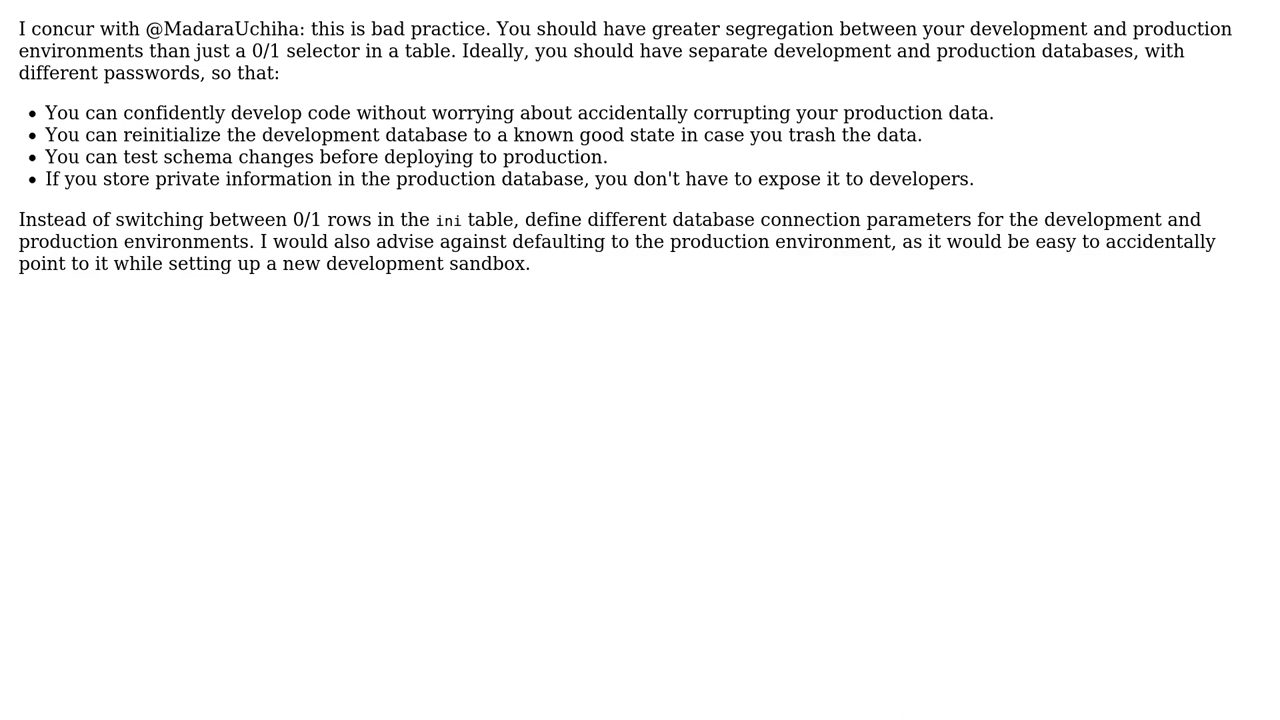 I concur with @MadaraUchiha: this is bad practice. You should have greater segregation between your development and production
environments than just a 0/1 selector in a table. Ideally, you should have separate development and production databases, with
different passwords, so that:
• You can confidently develop code without worrying about accidentally corrupting your production data.
• You can reinitialize the development database to a known good state in case you trash the data.
• You can test schema changes before deploying to production.
• If you store private information in the production database, you don't have to expose it to developers.
Instead of switching between 0/1 rows in the ini table, define different database connection parameters for the development and
production environments. I would also advise against defaulting to the production environment, as it would be easy to accidentally
point to it while setting up a new development sandbox.